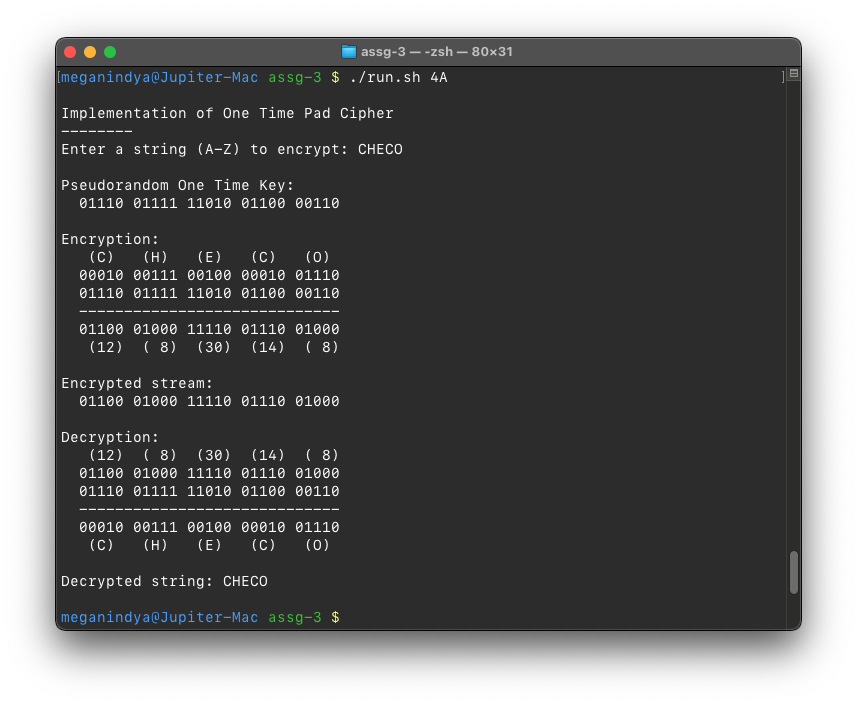 assg-3 — -zsh — 80×31
[meganindya@Jupiter-Mac assg-3 $ ./run.sh 4A ]
Implementation of One Time Pad Cipher
--------
Enter a string (A-Z) to encrypt: CHECO
Pseudorandom One Time Key:
  01110 01111 11010 01100 00110
Encryption:
   (C)   (H)   (E)   (C)   (O)
  00010 00111 00100 00010 01110
  01110 01111 11010 01100 00110
  -----------------------------
  01100 01000 11110 01110 01000
   (12)  ( 8)  (30)  (14)  ( 8)
Encrypted stream:
  01100 01000 11110 01110 01000
Decryption:
   (12)  ( 8)  (30)  (14)  ( 8)
  01100 01000 11110 01110 01000
  01110 01111 11010 01100 00110
  -----------------------------
  00010 00111 00100 00010 01110
   (C)   (H)   (E)   (C)   (O)
Decrypted string: CHECO
meganindya@Jupiter-Mac assg-3 $